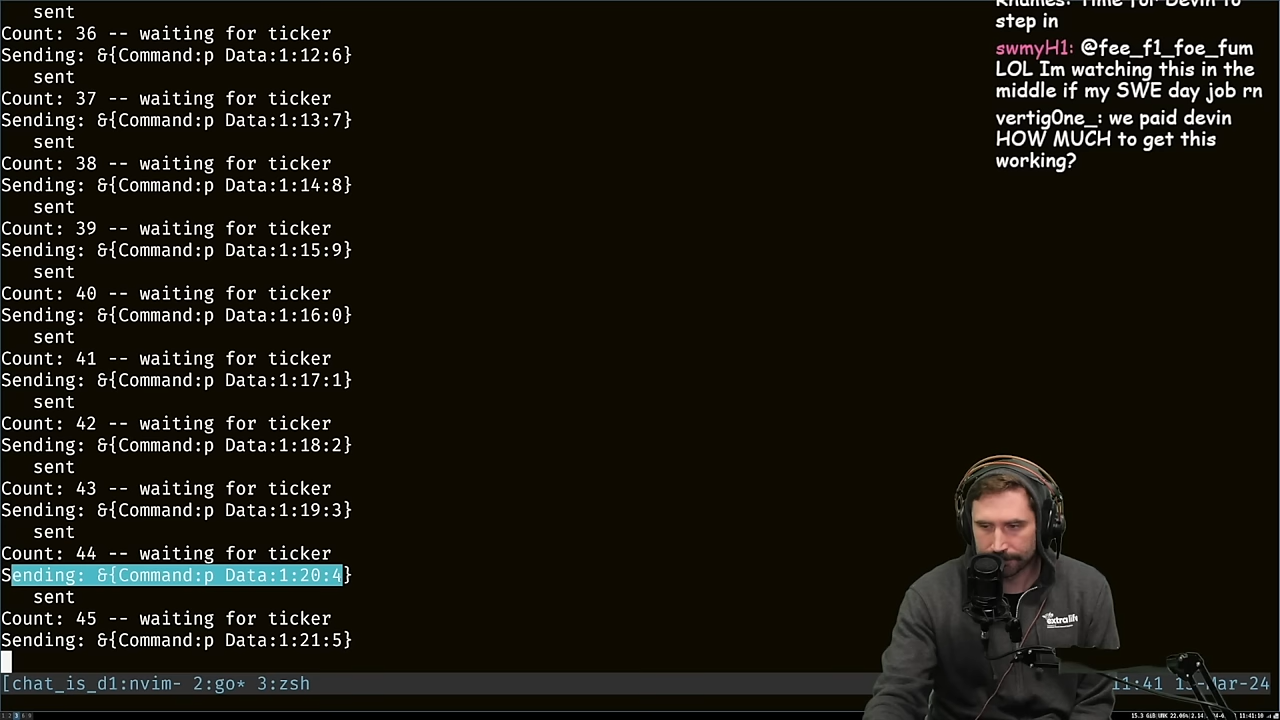 sent
Count: 36 -- waiting for ticker
Sending: &{Command:p Data:1:12:6}
sent
Count: 37 -- waiting for ticker
Sending: &{Command:p Data:1:13:7}
sent
Count: 38 -- waiting for ticker
Sending: &{Command:p Data:1:14:8}
sent
Count: 39 -- waiting for ticker
Sending: &{Command:p Data:1:15:9}
sent
Count: 40 -- waiting for ticker
Sending: &{Command:p Data:1:16:0}
sent
Count: 41 -- waiting for ticker
Sending: &{Command:p Data:1:17:1}
sent
Count: 42 -- waiting for ticker
Sending: &{Command:p Data:1:18:2}
sent
Count: 43 -- waiting for ticker
Sending: &{Command:p Data:1:19:3}
sent
Count: 44 -- waiting for ticker
Sending: &{Command:p Data:1:20:4}
sent
Count: 45 -- waiting for ticker
Sending: &{Command:p Data:1:21:5}
[chat_is_d1:nvim- 2:go* 3:zsh
11:41 15-Mar-24
Rhames: Time for Devin to
step in
swmyH1: @fee_f1_foe_fum
LOL Im watching this in the
middle if my SWE day job rn
vertig0ne_: we paid devin
HOW MUCH to get this
working?
extralife